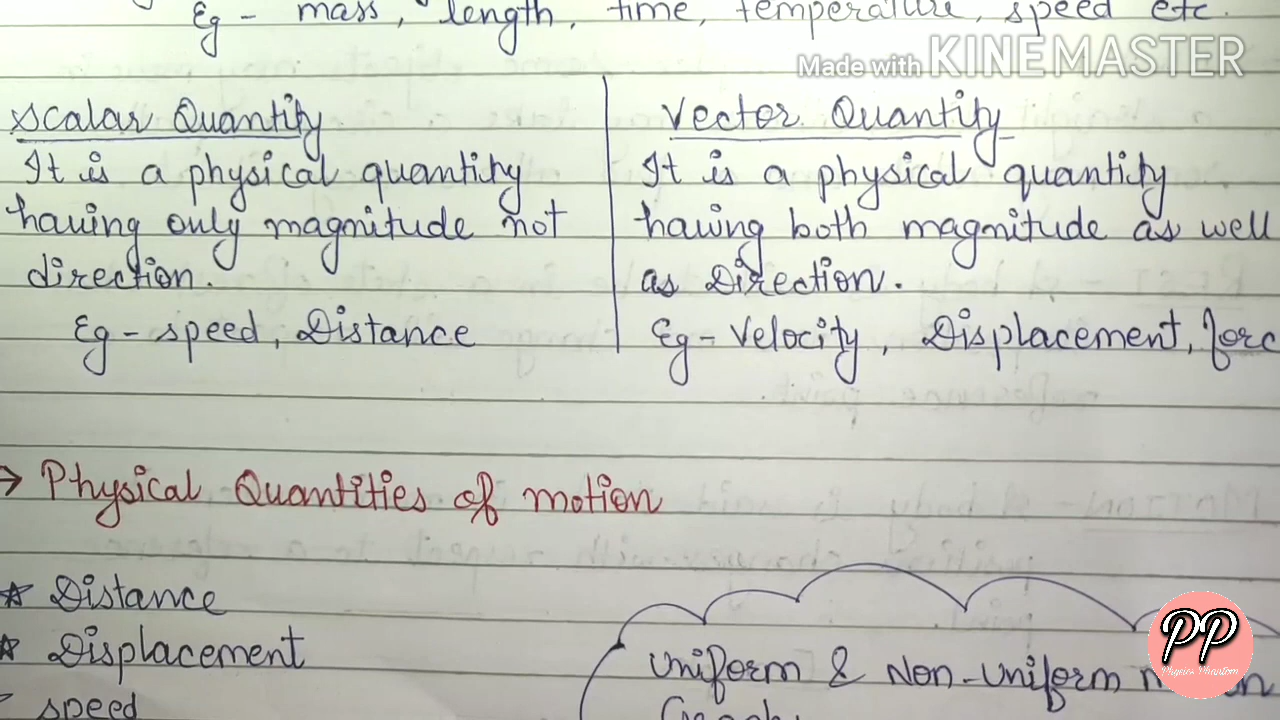 Eg - mass, length, time, temperature, speed etc.
Made with KINEMASTER
Scalar Quantity
It is a physical quantity
having only magnitude not
direction.
Eg - speed, Distance
Vector Quantity
It is a physical quantity
having both magnitude as well
as Direction.
Eg - Velocity, Displacement, forc
→ Physical Quantities of motion
☆ Distance
☆ Displacement
speed
Uniform & Non-Uniform
PP
Physics Phantom